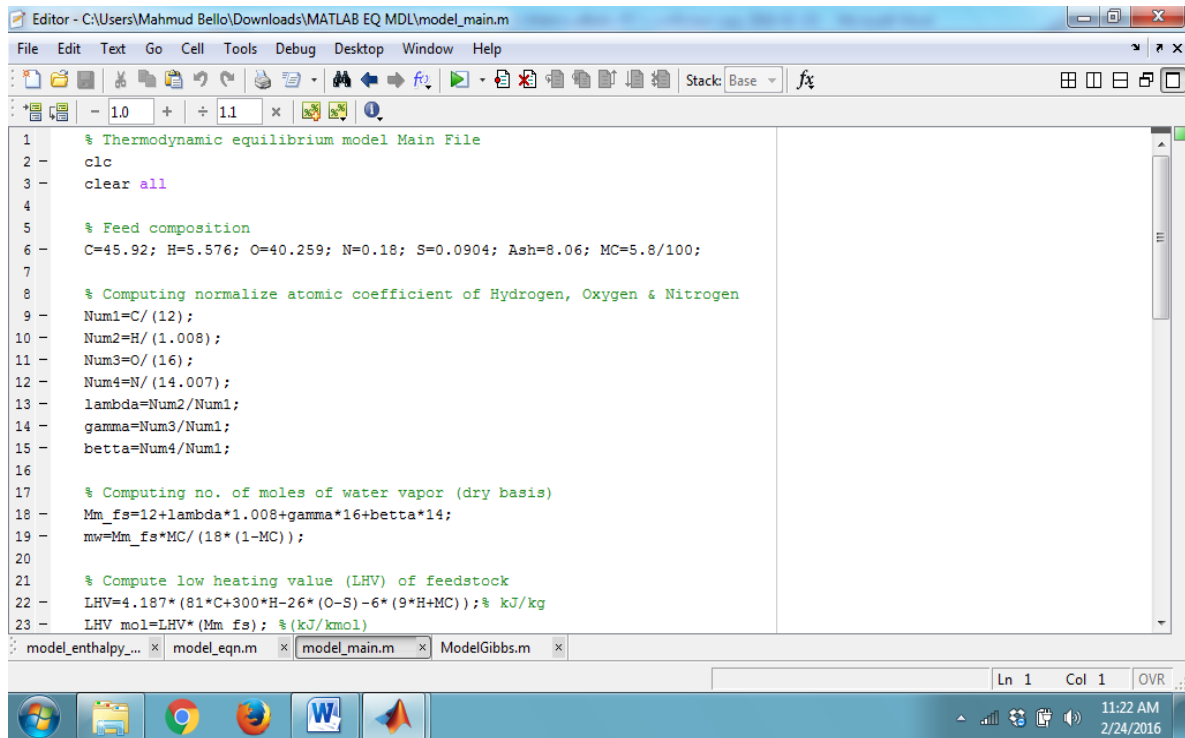 Editor - C:\Users\Mahmud Bello\Downloads\MATLAB EQ MDL\model_main.m
File Edit Text Go Cell Tools Debug Desktop Window Help
Stack: Base fx
- 1.0 + ÷ 1.1 ×
1 % Thermodynamic equilibrium model Main File
2 - clc
3 - clear all
4
5 % Feed composition
6 - C=45.92; H=5.576; O=40.259; N=0.18; S=0.0904; Ash=8.06; MC=5.8/100;
7
8 % Computing normalize atomic coefficient of Hydrogen, Oxygen & Nitrogen
9 - Num1=C/(12);
10 - Num2=H/(1.008);
11 - Num3=O/(16);
12 - Num4=N/(14.007);
13 - lambda=Num2/Num1;
14 - gamma=Num3/Num1;
15 - betta=Num4/Num1;
16
17 % Computing no. of moles of water vapor (dry basis)
18 - Mm_fs=12+lambda*1.008+gamma*16+betta*14;
19 - mw=Mm_fs*MC/(18*(1-MC));
20
21 % Compute low heating value (LHV) of feedstock
22 - LHV=4.187*(81*C+300*H-26*(O-S)-6*(9*H+MC));% kJ/kg
23 - LHV_mol=LHV*(Mm_fs); %(kJ/kmol)
model_enthalpy_... × model_eqn.m × model_main.m × ModelGibbs.m ×
Ln 1 Col 1 OVR
11:22 AM
2/24/2016